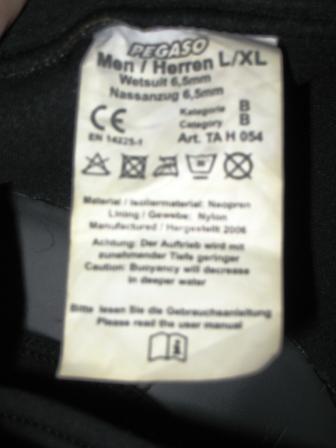 PEGASO
Men / Herren L/XL
Wetsuit 6,5mm
Nassanzug 6,5mm
CE Kategorie B
Category B
EN 14225-1 Art. TA H 054
Material / Isoliermaterial: Neopren
Lining / Gewebe: Nylon
Manufactured / Hergestellt 2006
Achtung: Der Auftrieb wird mit
zunehmender Tiefe geringer
Caution: Buoyancy will decrease
in deeper water
Bitte lesen Sie die Gebrauchsanleitung
Please read the user manual